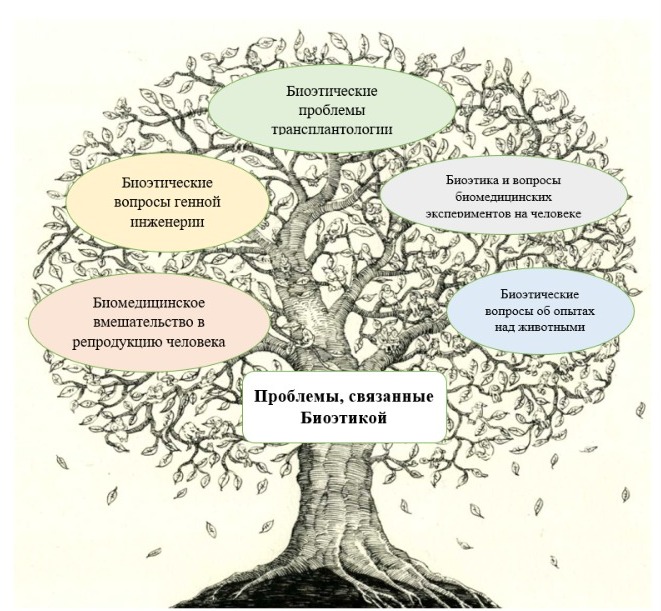 Биоэтические
проблемы
трансплантологии
Биоэтические
вопросы генной
инженерии
Биоэтика и вопросы
биомедицинских
экспериментов на человеке
Биомедицинское
вмешательство в
репродукцию человека
Биоэтические
вопросы об опытах
над животными
Проблемы, связанные
Биоэтикой